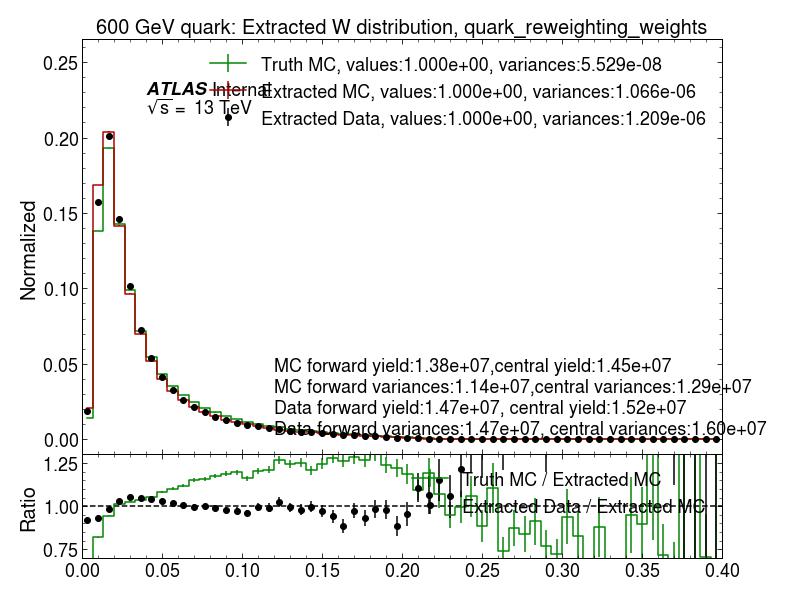 600 GeV quark: Extracted W distribution, quark_reweighting_weights
Truth MC, values:1.000e+00, variances:5.529e-08
ATLAS Internal
Extracted MC, values:1.000e+00, variances:1.066e-06
√s = 13 TeV
Extracted Data, values:1.000e+00, variances:1.209e-06
0.25
0.20
0.15
0.10
0.05
0.00
Normalized
MC forward yield:1.38e+07,central yield:1.45e+07
MC forward variances:1.14e+07,central variances:1.29e+07
Data forward yield:1.47e+07, central yield:1.52e+07
Data forward variances:1.47e+07, central variances:1.60e+07
1.25
1.00
0.75
Ratio
Truth MC / Extracted MC
Extracted Data / Extracted MC
0.00 0.05 0.10 0.15 0.20 0.25 0.30 0.35 0.40